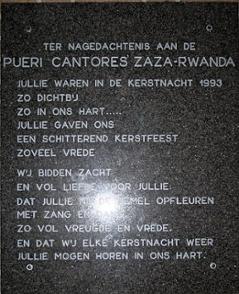 TER NAGEDACHTENIS AAN DE
PUERI CANTORES ZAZA-RWANDA
JULLIE WAREN IN DE KERSTNACHT 1993
ZO DICHTBIJ
ZO IN ONS HART.....
JULLIE GAVEN ONS
EEN SCHITTEREND KERSTFEEST
ZOVEEL VREDE
WIJ BIDDEN ZACHT
EN VOL LIEFDE VOOR JULLIE.
DAT JULLIE HEMEL OPFLEUREN
MET ZANG EN
ZO VOL VREUGDE EN VREDE.
EN DAT WIJ ELKE KERSTNACHT WEER
JULLIE MOGEN HOREN IN ONS HART.